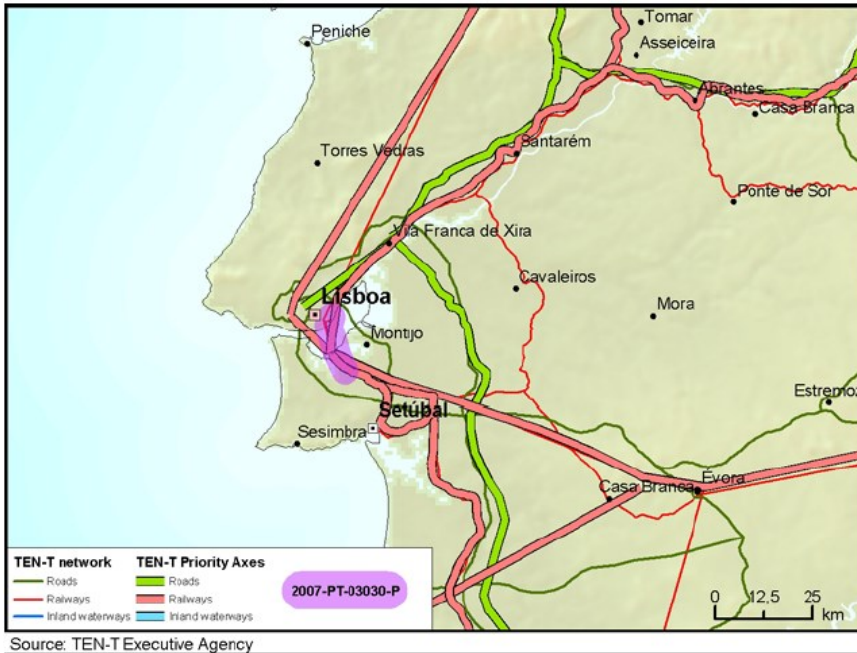 Peniche
Tomar
Asseiceira
Abrantes
Casa Branca
Torres Vedras
Santarém
Ponte de Sôr
Vila Franca de Xira
Cavaleiros
Lisboa
Mora
Montijo
Estremoz
Setúbal
Sesimbra
Casa Branca
Évora
TEN-T network
Roads
Railways
Inland waterways
TEN-T Priority Axes
Roads
Railways
Inland waterways
2007-PT-03030-P
0 12,5 25
km
Source: TEN-T Executive Agency